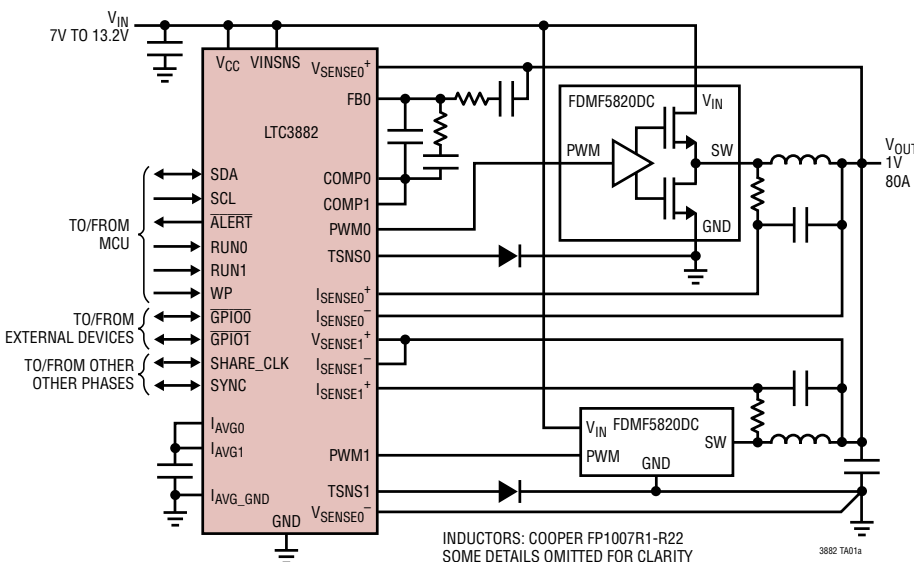 VIN
7V TO 13.2V
VCC
VINSNS
VSENSE0+
FB0
LTC3882
COMP0
COMP1
PWM0
TSNS0
ISENSE0+
ISENSE0–
VSENSE1+
ISENSE1–
ISENSE1+
PWM1
TSNS1
VSENSE0–
GND
SDA
SCL
ALERT
RUN0
RUN1
WP
GPIO0
GPIO1
SHARE_CLK
SYNC
IAVG0
IAVG1
IAVG_GND
TO/FROM
MCU
TO/FROM
EXTERNAL DEVICES
TO/FROM OTHER
OTHER PHASES
FDMF5820DC
VIN
PWM
SW
GND
VOUT
1V
80A
VIN FDMF5820DC
SW
PWM
GND
INDUCTORS: COOPER FP1007R1-R22
SOME DETAILS OMITTED FOR CLARITY
3882 TA01a